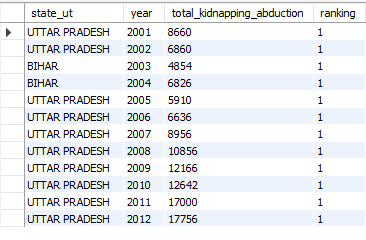 state_ut year total_kidnapping_abduction ranking
UTTAR PRADESH 2001 8660 1
UTTAR PRADESH 2002 6860 1
BIHAR 2003 4854 1
BIHAR 2004 6826 1
UTTAR PRADESH 2005 5910 1
UTTAR PRADESH 2006 6636 1
UTTAR PRADESH 2007 8956 1
UTTAR PRADESH 2008 10856 1
UTTAR PRADESH 2009 12166 1
UTTAR PRADESH 2010 12642 1
UTTAR PRADESH 2011 17000 1
UTTAR PRADESH 2012 17756 1